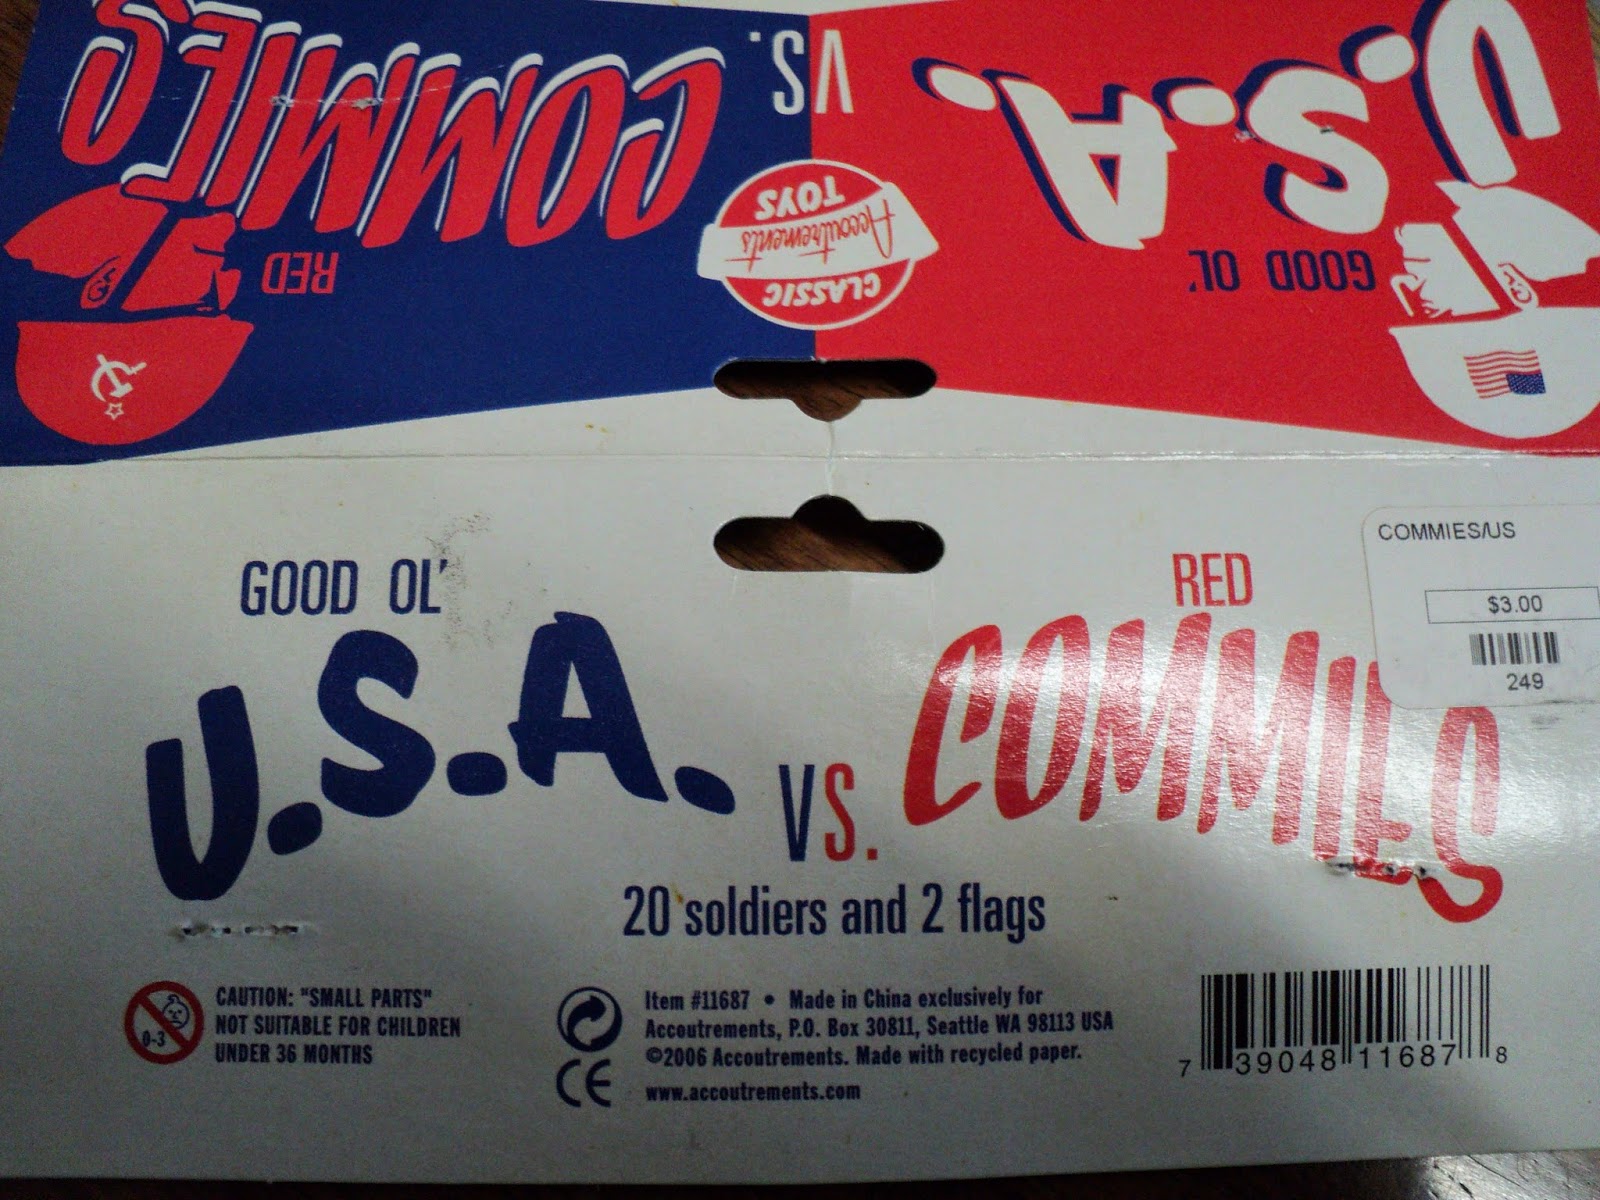 GOOD OL'
U.S.A.
VS.
RED
COMMIES
CLASSIC
Accoutrements
TOYS
COMMIES/US
$3.00
249
GOOD OL'
U.S.A.
VS.
RED
COMMIES
20 soldiers and 2 flags
0-3
CAUTION: "SMALL PARTS"
NOT SUITABLE FOR CHILDREN
UNDER 36 MONTHS
CE
Item #11687 • Made in China exclusively for
Accoutrements, P.O. Box 30811, Seattle WA 98113 USA
©2006 Accoutrements. Made with recycled paper.
www.accoutrements.com
7 39048 11687 8